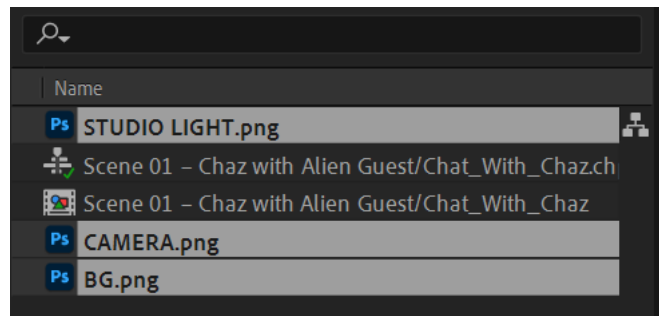 Name
Ps STUDIO LIGHT.png
Scene 01 – Chaz with Alien Guest/Chat_With_Chaz.ch
Scene 01 – Chaz with Alien Guest/Chat_With_Chaz
Ps CAMERA.png
Ps BG.png